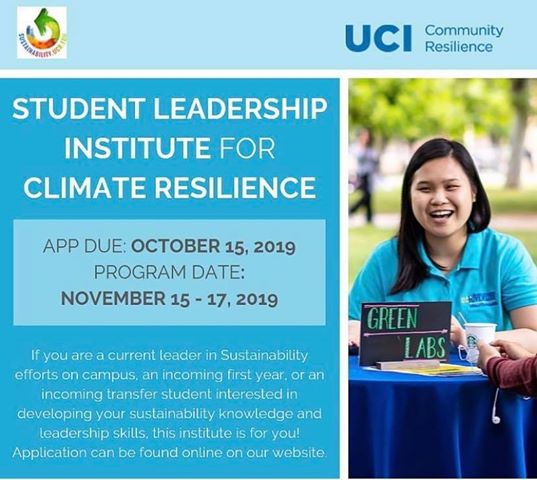 SUSTAINABILITY.UCR.EDU
UCI Community
Resilience
STUDENT LEADERSHIP
INSTITUTE FOR
CLIMATE RESILIENCE
APP DUE: OCTOBER 15, 2019
PROGRAM DATE:
NOVEMBER 15 - 17, 2019
If you are a current leader in Sustainability
efforts on campus, an incoming first year, or an
incoming transfer student interested in
developing your sustainability knowledge and
leadership skills, this institute is for you!
Application can be found online on our website.
GREEN
LABS